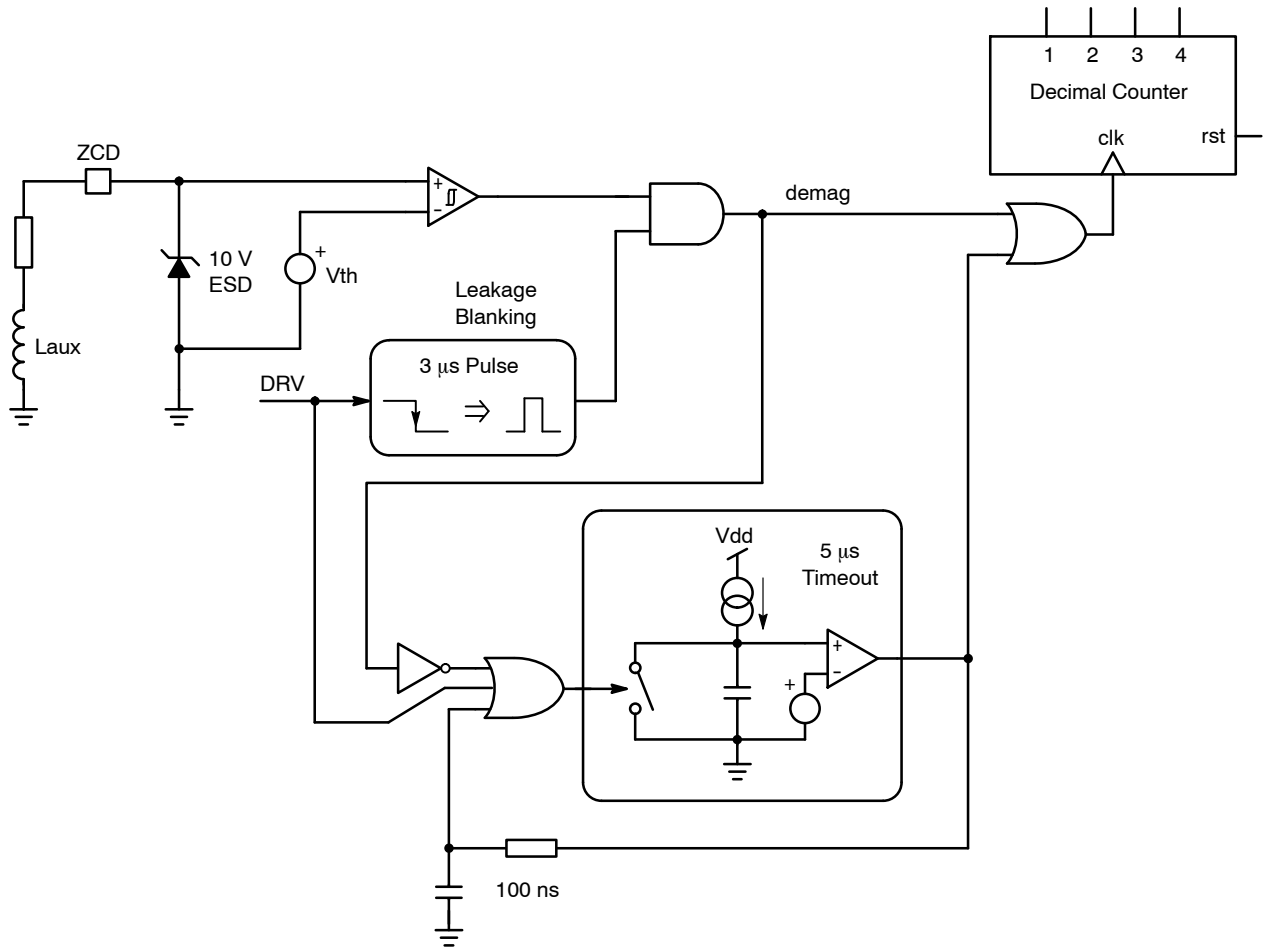 1 2 3 4
Decimal Counter
clk
rst
ZCD
demag
+
−
10 V
ESD
+
Vth
Laux
Leakage
Blanking
3 μs Pulse
DRV
Vdd
5 μs
Timeout
+
−
+
100 ns